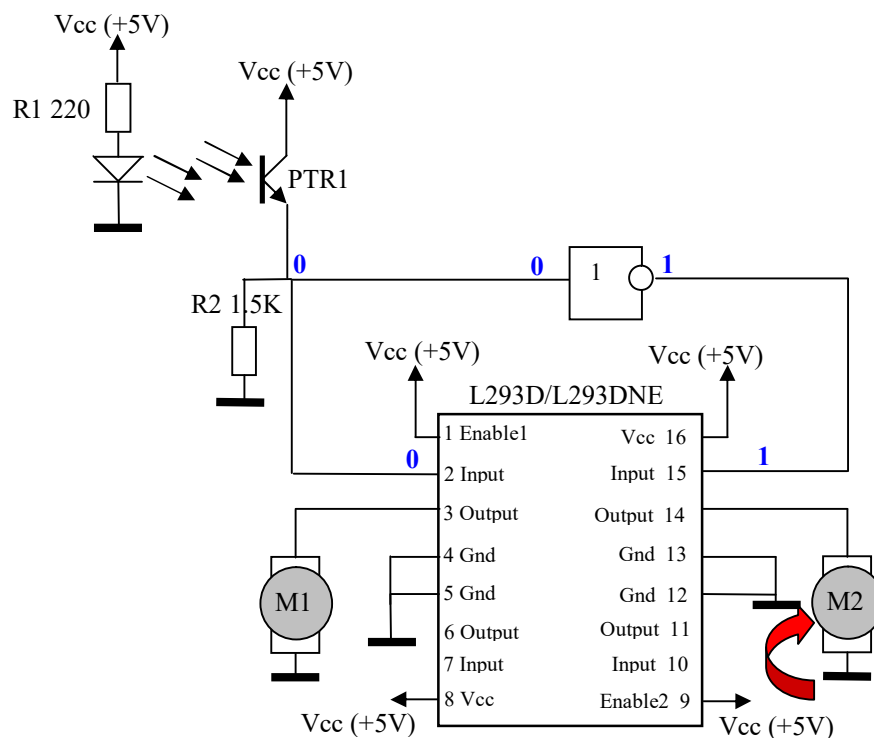 Vcc (+5V)
Vcc (+5V)
R1 220
PTR1
0
0
1
1
R2 1.5K
Vcc (+5V)
Vcc (+5V)
L293D/L293DNE
1 Enable1
Vcc 16
0
2 Input
Input 15
1
3 Output
Output 14
4 Gnd
Gnd 13
5 Gnd
Gnd 12
M1
M2
6 Output
Output 11
7 Input
Input 10
8 Vcc
Enable2 9
Vcc (+5V)
Vcc (+5V)